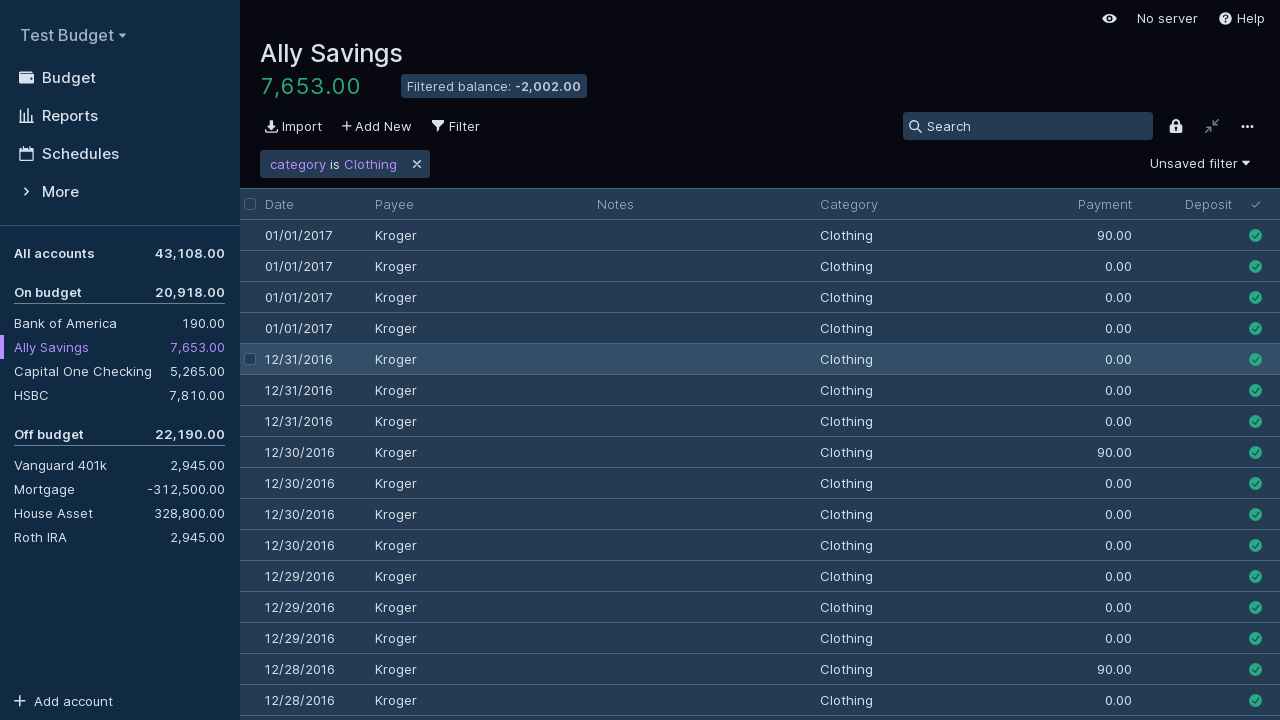 Test Budget
Budget
Reports
Schedules
More
All accounts 43,108.00
On budget 20,918.00
Bank of America 190.00
Ally Savings 7,653.00
Capital One Checking 5,265.00
HSBC 7,810.00
Off budget 22,190.00
Vanguard 401k 2,945.00
Mortgage -312,500.00
House Asset 328,800.00
Roth IRA 2,945.00
Add account
No server Help
Ally Savings
7,653.00 Filtered balance: -2,002.00
Import Add New Filter Search
category is Clothing Unsaved filter
Date Payee Notes Category Payment Deposit
01/01/2017 Kroger Clothing 90.00
01/01/2017 Kroger Clothing 0.00
01/01/2017 Kroger Clothing 0.00
01/01/2017 Kroger Clothing 0.00
12/31/2016 Kroger Clothing 0.00
12/31/2016 Kroger Clothing 0.00
12/31/2016 Kroger Clothing 0.00
12/30/2016 Kroger Clothing 90.00
12/30/2016 Kroger Clothing 0.00
12/30/2016 Kroger Clothing 0.00
12/30/2016 Kroger Clothing 0.00
12/29/2016 Kroger Clothing 0.00
12/29/2016 Kroger Clothing 0.00
12/29/2016 Kroger Clothing 0.00
12/28/2016 Kroger Clothing 90.00
12/28/2016 Kroger Clothing 0.00